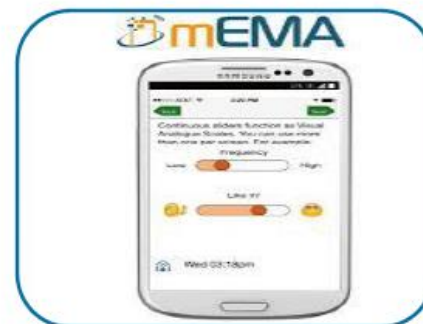 mEMA
SAMSUNG
Continuous sliders function as Visual
Analogue Scales. You can use more
than one per screen. For example:
Frequency
Low High
Like it?
Wed 03:18pm